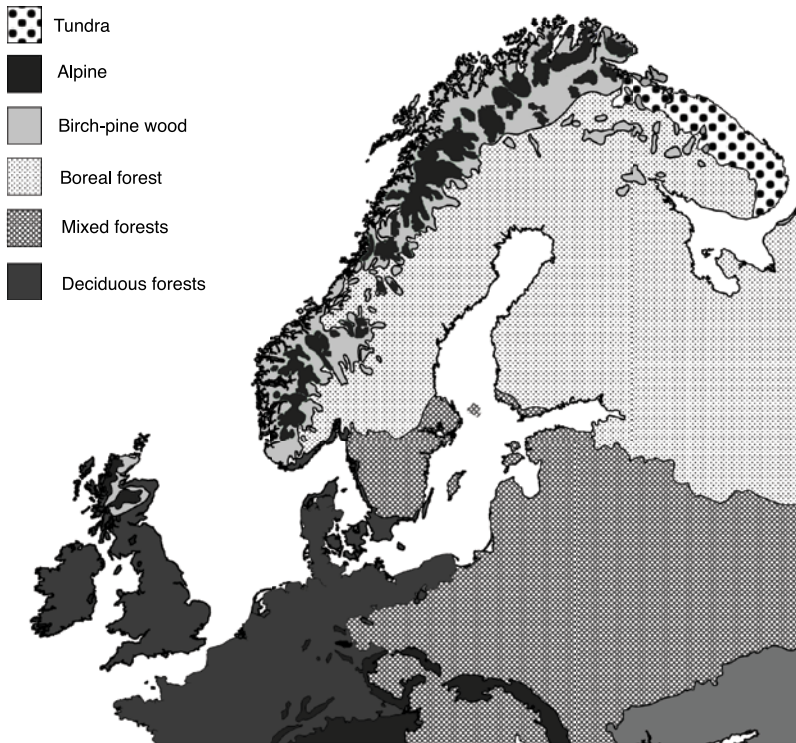 Tundra
Alpine
Birch-pine wood
Boreal forest
Mixed forests
Deciduous forests